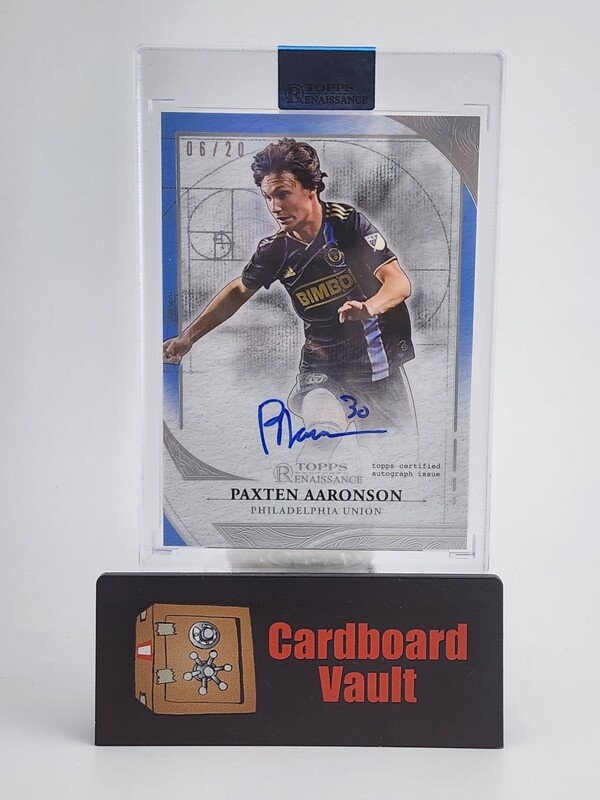 TOPPS
RENAISSANCE
06/20
BIMBO
30
TOPPS
RENAISSANCE
topps certified
autograph issue
PAXTEN AARONSON
PHILADELPHIA UNION
Cardboard
Vault